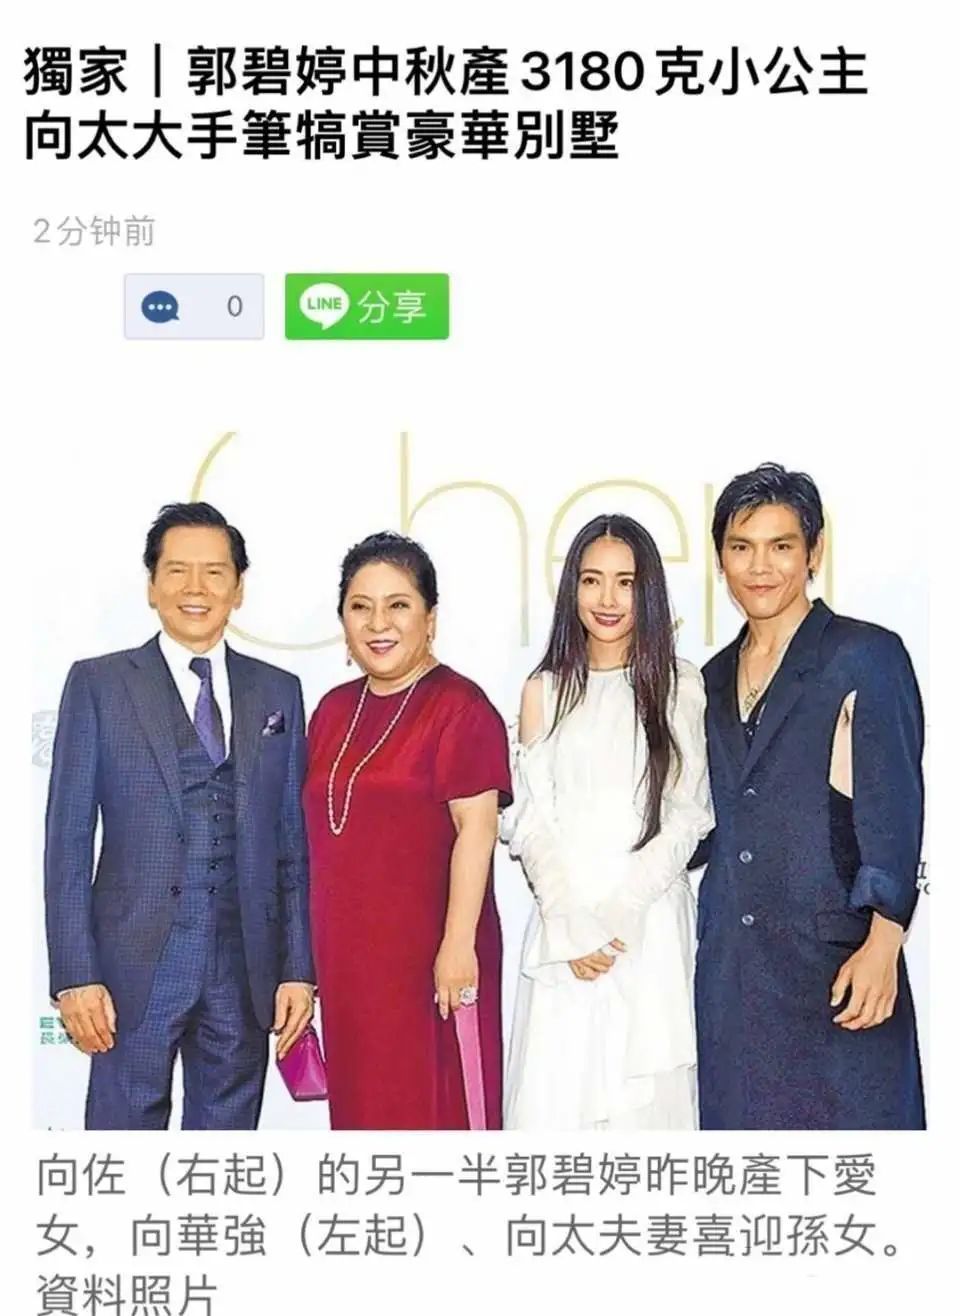 獨家｜郭碧婷中秋產3180克小公主
向太大手筆犒賞豪華別墅
2分钟前
0
LINE 分享
Chen
向佐（右起）的另一半郭碧婷昨晚產下愛
女，向華強（左起）、向太夫妻喜迎孫女。
資料照片